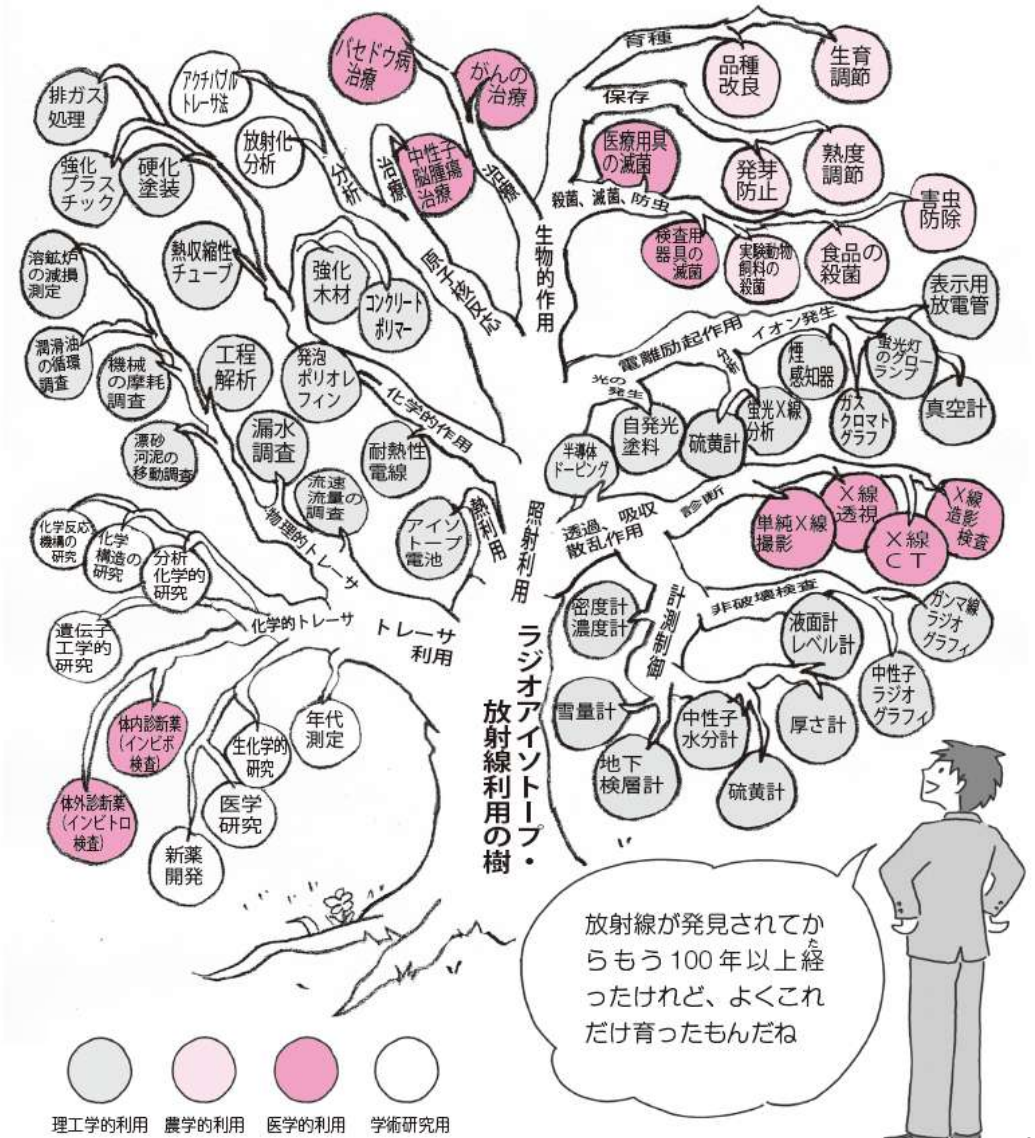 バセドウ病
治療
がんの
治療
育種
品種
改良
生育
調節
排ガス
処理
アクチバブル
トレーサ法
放射化
分析
分析
治療
中性子
脳腫瘍
治療
治療
保存
医療用具
の滅菌
発芽
防止
熟度
調節
強化
プラス
チック
硬化
塗装
殺菌、滅菌、防虫
害虫
防除
検査用
器具の
滅菌
実験動物
飼料の
殺菌
食品の
殺菌
生物的作用
原子核反応
溶鉱炉
の減損
測定
熱収縮性
チューブ
強化
木材
コンクリート
ポリマー
表示用
放電管
電離励起作用
イオン発生
潤滑油
の循環
調査
機械
の摩耗
調査
工程
解析
発泡
ポリオレ
フィン
化学的作用
光の
発生
分析
煙
感知器
蛍光灯
のグロー
ランプ
ガス
クロマト
グラフ
真空計
漂砂
河泥の
移動調査
漏水
調査
耐熱性
電線
半導体
ドーピング
自発光
塗料
硫黄計
蛍光X線
分析
流速
流量の
調査
アイソ
トープ
電池
熱利用
照射利用
透過、吸収
散乱作用
診断
単純X線
撮影
X線
透視
X線
CT
X線
造影
検査
化学反応
機構の
研究
化学
構造の
研究
分析
化学的
研究
物理的トレーサ
遺伝子
工学的
研究
化学的トレーサ
トレーサ
利用
密度計
濃度計
計測制御
非破壊検査
液面計
レベル計
ガンマ線
ラジオ
グラフィ
中性子
ラジオ
グラフィ
雪量計
中性子
水分計
厚さ計
地下
検層計
硫黄計
体内診断薬
(インビボ
検査)
体外診断薬
(インビトロ
検査)
生化学的
研究
年代
測定
医学
研究
新薬
開発
ラジオアイソトープ・
放射線利用の樹
放射線が発見されてか
らもう100年以上経
た
ったけれど、よくこれ
だけ育ったもんだね
理工学的利用 農学的利用 医学的利用 学術研究用